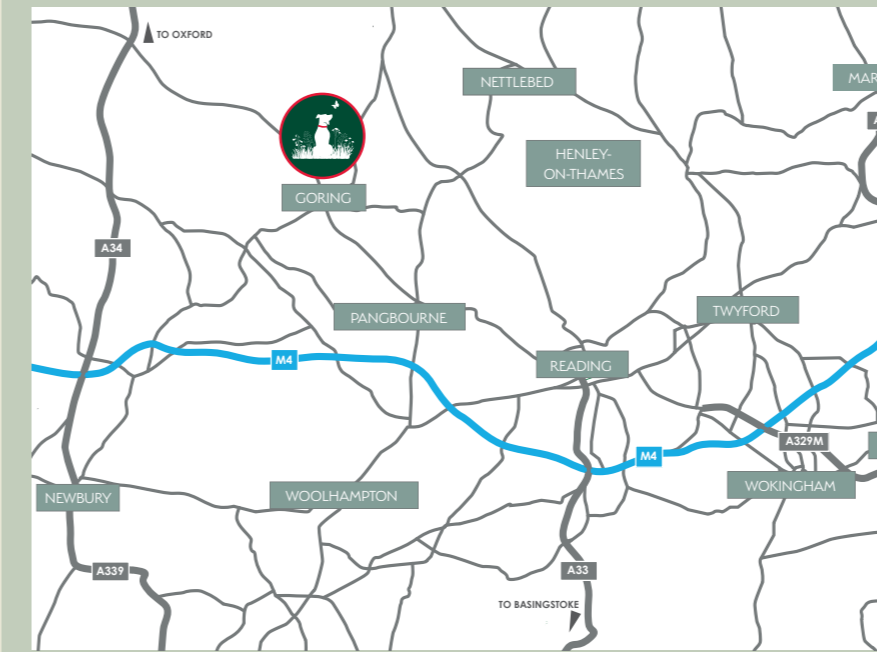 TO OXFORD
NETTLEBED
MAR
HENLEY-
ON-THAMES
GORING
A34
PANGBOURNE
TWYFORD
M4
READING
A329M
M4
NEWBURY
WOOLHAMPTON
WOKINGHAM
A339
A33
TO BASINGSTOKE